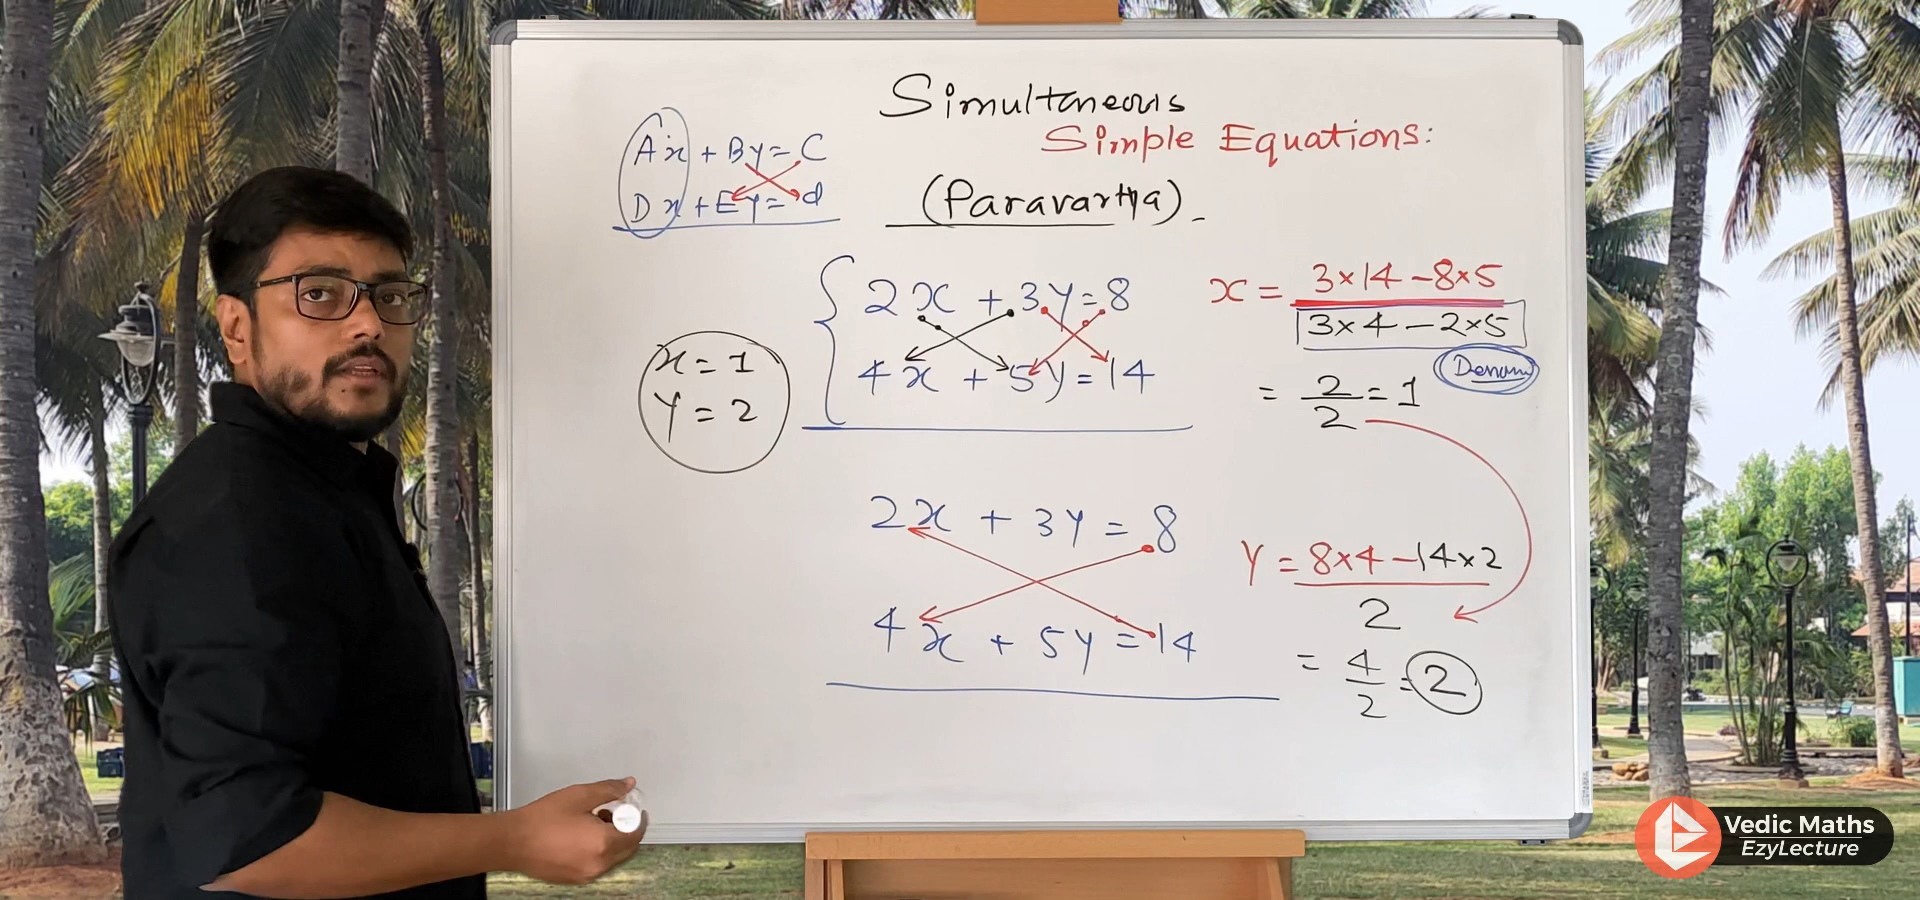 Simultaneous
Simple Equations:
(Paravartya)
Ax + By = C
Dx + Ey = d
2x + 3y = 8
4x + 5y = 14
x = 1
y = 2
x = 3×14 – 8×5
3×4 – 2×5
Denom
= 2/2 = 1
2x + 3y = 8
4x + 5y = 14
y = 8×4 – 14×2
2
= 4/2 = 2
Vedic Maths
EzyLecture